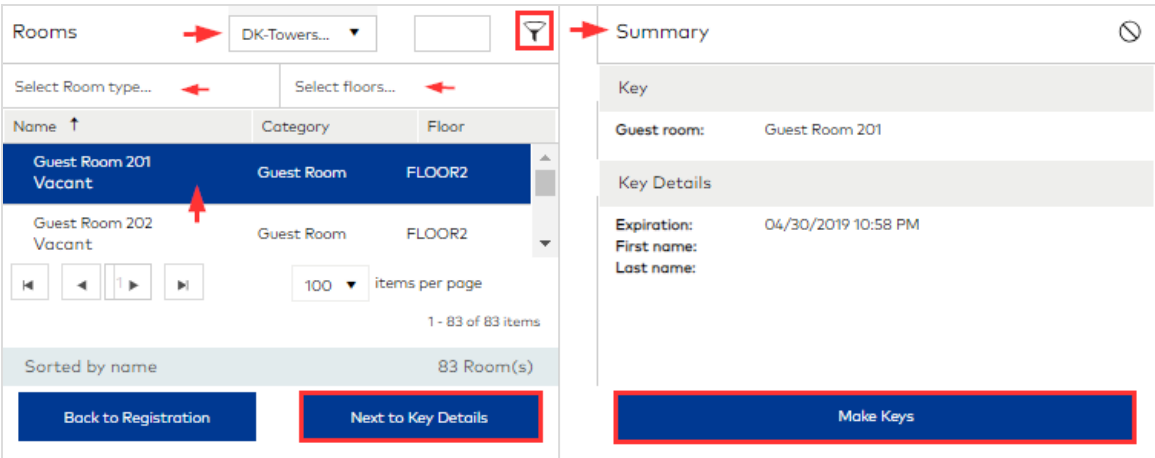 Rooms
DK-Towers...
Select Room type...
Select floors...
Name Category Floor
Guest Room 201
Vacant
Guest Room FLOOR2
Guest Room 202
Vacant
Guest Room FLOOR2
1
100 items per page
1 - 83 of 83 items
Sorted by name 83 Room(s)
Back to Registration Next to Key Details
Summary
Key
Guest room: Guest Room 201
Key Details
Expiration: 04/30/2019 10:58 PM
First name:
Last name:
Make Keys